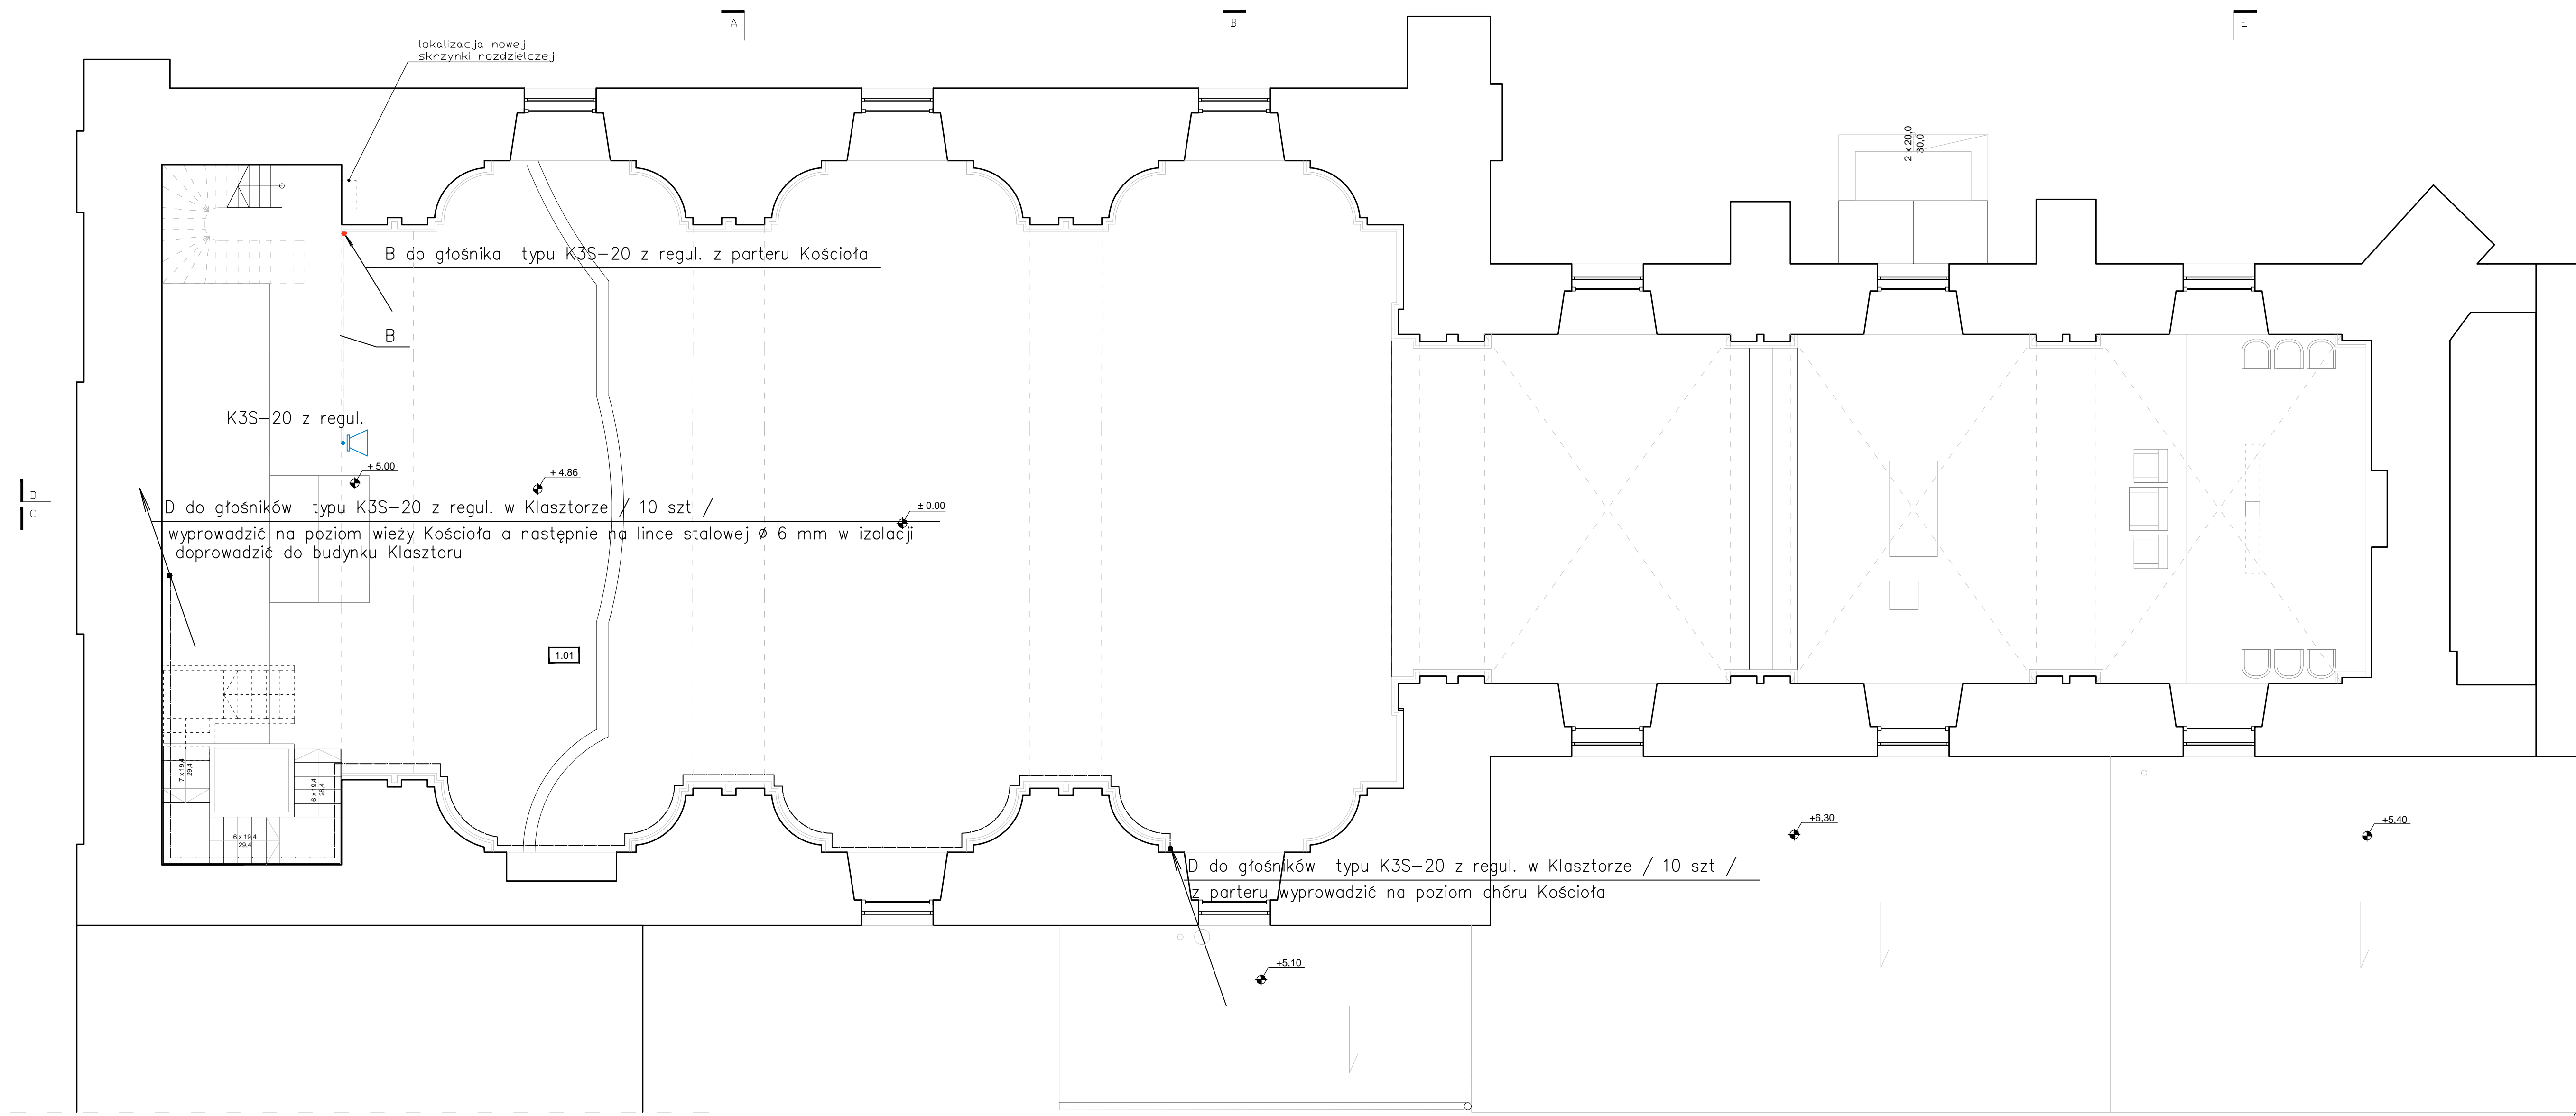 A
B
E
lokalizacja nowej
skrzynki rozdzielczej
2 x 20,0
30,0
B do głośnika typu K3S-20 z regul. z parteru Kościoła
B
K3S-20 z regul.
+ 5.00
+ 4.86
± 0.00
D
C
D do głośników typu K3S-20 z regul. w Klasztorze / 10 szt /
wyprowadzić na poziom wieży Kościoła a następnie na lince stalowej ø 6 mm w izolacji
doprowadzić do budynku Klasztoru
1.01
7 x 19,4
29,4
6 x 19,4
28,4
6 x 19,4
29,4
+6,30
+5,40
D do głośników typu K3S-20 z regul. w Klasztorze / 10 szt /
z parteru wyprowadzić na poziom chóru Kościoła
+5,10